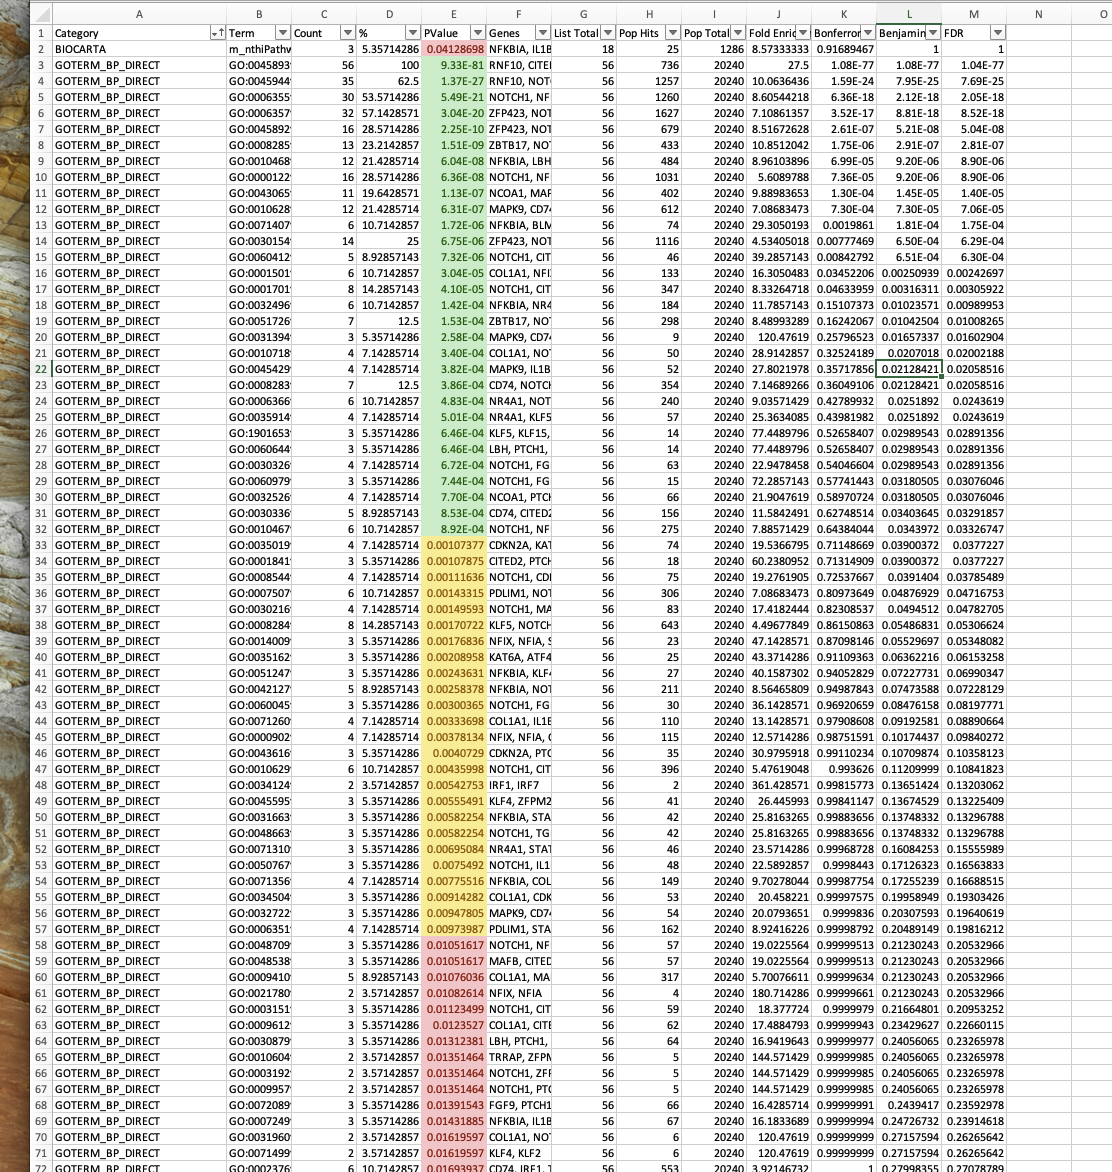 A B C D E F G H I J K L M N O
1 Category Term Count % PValue Genes List Total Pop Hits Pop Total Fold Enric Bonferror Benjamin FDR
2 BIOCARTA m_nthiPathw 3 5.35714286 0.04128698 NFKBIA, IL1B 18 25 1286 8.57333333 0.91689467 1 1
3 GOTERM_BP_DIRECT GO:0045893 56 100 9.33E-81 RNF10, CITE 56 736 20240 27.5 1.08E-77 1.08E-77 1.04E-77
4 GOTERM_BP_DIRECT GO:0045944 35 62.5 1.37E-27 RNF10, NOT 56 1257 20240 10.0636436 1.59E-24 7.95E-25 7.69E-25
5 GOTERM_BP_DIRECT GO:0006355 30 53.5714286 5.49E-21 NOTCH1, NF 56 1260 20240 8.60544218 6.36E-18 2.12E-18 2.05E-18
6 GOTERM_BP_DIRECT GO:0006357 32 57.1428571 3.04E-20 ZFP423, NOT 56 1627 20240 7.10861357 3.52E-17 8.81E-18 8.52E-18
7 GOTERM_BP_DIRECT GO:0045892 16 28.5714286 2.25E-10 ZFP423, NOT 56 679 20240 8.51672628 2.61E-07 5.21E-08 5.04E-08
8 GOTERM_BP_DIRECT GO:0008285 13 23.2142857 1.51E-09 ZBTB17, NO 56 433 20240 10.8512042 1.75E-06 2.91E-07 2.81E-07
9 GOTERM_BP_DIRECT GO:0010468 12 21.4285714 6.04E-08 NFKBIA, LBH 56 484 20240 8.96103896 6.99E-05 9.20E-06 8.90E-06
10 GOTERM_BP_DIRECT GO:0000122 16 28.5714286 6.36E-08 NOTCH1, NF 56 1031 20240 5.6089788 7.36E-05 9.20E-06 8.90E-06
11 GOTERM_BP_DIRECT GO:0043065 11 19.6428571 1.13E-07 NCOA1, MAP 56 402 20240 9.88983653 1.30E-04 1.45E-05 1.40E-05
12 GOTERM_BP_DIRECT GO:0010628 12 21.4285714 6.31E-07 MAPK9, CD74 56 612 20240 7.08683473 7.30E-04 7.30E-05 7.06E-05
13 GOTERM_BP_DIRECT GO:0071407 6 10.7142857 1.72E-06 NFKBIA, BLM 56 74 20240 29.3050193 0.0019861 1.81E-04 1.75E-04
14 GOTERM_BP_DIRECT GO:0030154 14 25 6.75E-06 ZFP423, NOT 56 1116 20240 4.53405018 0.00777469 6.50E-04 6.29E-04
15 GOTERM_BP_DIRECT GO:0060412 5 8.92857143 7.32E-06 NOTCH1, CIT 56 46 20240 39.2857143 0.00842792 6.51E-04 6.30E-04
16 GOTERM_BP_DIRECT GO:0001501 6 10.7142857 3.04E-05 COL1A1, NFI 56 133 20240 16.3050483 0.03452206 0.00250939 0.00242697
17 GOTERM_BP_DIRECT GO:0001701 8 14.2857143 4.10E-05 NOTCH1, CIT 56 347 20240 8.33264718 0.04633959 0.00316311 0.00305922
18 GOTERM_BP_DIRECT GO:0032496 6 10.7142857 1.42E-04 NFKBIA, NR4 56 184 20240 11.7857143 0.15107373 0.01023571 0.00989953
19 GOTERM_BP_DIRECT GO:0051726 7 12.5 1.53E-04 ZBTB17, NO 56 298 20240 8.48993289 0.16242067 0.01042504 0.01008265
20 GOTERM_BP_DIRECT GO:0031394 3 5.35714286 2.58E-04 MAPK9, CD74 56 9 20240 120.47619 0.25796523 0.01657337 0.01602904
21 GOTERM_BP_DIRECT GO:0010718 4 7.14285714 3.40E-04 COL1A1, NO 56 50 20240 28.9142857 0.32524189 0.0207018 0.02002188
22 GOTERM_BP_DIRECT GO:0045429 4 7.14285714 3.82E-04 MAPK9, IL1B 56 52 20240 27.8021978 0.35717856 0.02128421 0.02058516
23 GOTERM_BP_DIRECT GO:0008283 7 12.5 3.86E-04 CD74, NOTCH 56 354 20240 7.14689266 0.36049106 0.02128421 0.02058516
24 GOTERM_BP_DIRECT GO:0006366 6 10.7142857 4.83E-04 NR4A1, NOT 56 240 20240 9.03571429 0.42789932 0.0251892 0.0243619
25 GOTERM_BP_DIRECT GO:0035914 4 7.14285714 5.01E-04 NR4A1, KLF5 56 57 20240 25.3634085 0.43981982 0.0251892 0.0243619
26 GOTERM_BP_DIRECT GO:1901653 3 5.35714286 6.46E-04 KLF5, KLF15, 56 14 20240 77.4489796 0.52658407 0.02989543 0.02891356
27 GOTERM_BP_DIRECT GO:0060644 3 5.35714286 6.46E-04 LBH, PTCH1, 56 14 20240 77.4489796 0.52658407 0.02989543 0.02891356
28 GOTERM_BP_DIRECT GO:0030326 4 7.14285714 6.72E-04 NOTCH1, FG 56 63 20240 22.9478458 0.54046604 0.02989543 0.02891356
29 GOTERM_BP_DIRECT GO:0060979 3 5.35714286 7.44E-04 NOTCH1, FG 56 15 20240 72.2857143 0.57741443 0.03180505 0.03076046
30 GOTERM_BP_DIRECT GO:0032526 4 7.14285714 7.70E-04 NCOA1, PTCH 56 66 20240 21.9047619 0.58970724 0.03180505 0.03076046
31 GOTERM_BP_DIRECT GO:0030336 5 8.92857143 8.53E-04 CD74, CITED2 56 156 20240 11.5842491 0.62748514 0.03403645 0.03291857
32 GOTERM_BP_DIRECT GO:0010467 6 10.7142857 8.92E-04 NOTCH1, NF 56 275 20240 7.88571429 0.64384044 0.0343972 0.03326747
33 GOTERM_BP_DIRECT GO:0035019 4 7.14285714 0.00107377 CDKN2A, KAT 56 74 20240 19.5366795 0.71148669 0.03900372 0.0377227
34 GOTERM_BP_DIRECT GO:0001841 3 5.35714286 0.00107875 CITED2, PTCH 56 18 20240 60.2380952 0.71314909 0.03900372 0.0377227
35 GOTERM_BP_DIRECT GO:0008544 4 7.14285714 0.00111636 NOTCH1, CD 56 75 20240 19.2761905 0.72537667 0.0391404 0.03785489
36 GOTERM_BP_DIRECT GO:0007507 6 10.7142857 0.00143315 PDLIM1, NOT 56 306 20240 7.08683473 0.80973649 0.04876929 0.04716753
37 GOTERM_BP_DIRECT GO:0030216 4 7.14285714 0.00149593 NOTCH1, MA 56 83 20240 17.4182444 0.82308537 0.0494512 0.04782705
38 GOTERM_BP_DIRECT GO:0008284 8 14.2857143 0.00170722 KLF5, NOTCH 56 643 20240 4.49677849 0.86150863 0.05486831 0.05306624
39 GOTERM_BP_DIRECT GO:0014009 3 5.35714286 0.00176836 NFIX, NFIA, S 56 23 20240 47.1428571 0.87098146 0.05529697 0.05348082
40 GOTERM_BP_DIRECT GO:0035162 3 5.35714286 0.00208958 KAT6A, ATF4 56 25 20240 43.3714286 0.91109363 0.06362216 0.06153258
41 GOTERM_BP_DIRECT GO:0051247 3 5.35714286 0.00243631 NFKBIA, KLF4 56 27 20240 40.1587302 0.94052829 0.07227731 0.06990347
42 GOTERM_BP_DIRECT GO:0042127 5 8.92857143 0.00258378 NFKBIA, NOT 56 211 20240 8.56465809 0.94987843 0.07473588 0.07228129
43 GOTERM_BP_DIRECT GO:0060045 3 5.35714286 0.00300365 NOTCH1, FG 56 30 20240 36.1428571 0.96920659 0.08476158 0.08197771
44 GOTERM_BP_DIRECT GO:0071260 4 7.14285714 0.00333698 COL1A1, IL1B 56 110 20240 13.1428571 0.97908608 0.09192581 0.08890664
45 GOTERM_BP_DIRECT GO:0000902 4 7.14285714 0.00378134 NFIX, NFIA, 56 115 20240 12.5714286 0.98751591 0.10174437 0.09840272
46 GOTERM_BP_DIRECT GO:0043616 3 5.35714286 0.0040729 CDKN2A, PTC 56 35 20240 30.9795918 0.99110234 0.10709874 0.10358123
47 GOTERM_BP_DIRECT GO:0010629 6 10.7142857 0.00435998 NOTCH1, CIT 56 396 20240 5.47619048 0.993626 0.11209999 0.10841823
48 GOTERM_BP_DIRECT GO:0034124 2 3.57142857 0.00542753 IRF1, IRF7 56 2 20240 361.428571 0.99815773 0.13651424 0.13203062
49 GOTERM_BP_DIRECT GO:0045595 3 5.35714286 0.00555491 KLF4, ZFPM2 56 41 20240 26.445993 0.99841147 0.13674529 0.13225409
50 GOTERM_BP_DIRECT GO:0031663 3 5.35714286 0.00582254 NFKBIA, STA 56 42 20240 25.8163265 0.99883656 0.13748332 0.13296788
51 GOTERM_BP_DIRECT GO:0048663 3 5.35714286 0.00582254 NOTCH1, TG 56 42 20240 25.8163265 0.99883656 0.13748332 0.13296788
52 GOTERM_BP_DIRECT GO:0071310 3 5.35714286 0.00695084 NR4A1, STAT 56 46 20240 23.5714286 0.99968728 0.16084253 0.15555989
53 GOTERM_BP_DIRECT GO:0050767 3 5.35714286 0.0075492 NOTCH1, IL1 56 48 20240 22.5892857 0.9998443 0.17126323 0.16563833
54 GOTERM_BP_DIRECT GO:0071356 4 7.14285714 0.00775516 NFKBIA, COL 56 149 20240 9.70278044 0.99987754 0.17255239 0.16688515
55 GOTERM_BP_DIRECT GO:0034504 3 5.35714286 0.00914282 COL1A1, CDK 56 53 20240 20.458221 0.99997575 0.19958949 0.19303426
56 GOTERM_BP_DIRECT GO:0032722 3 5.35714286 0.00947805 MAPK9, CD74 56 54 20240 20.0793651 0.9999836 0.20307593 0.19640619
57 GOTERM_BP_DIRECT GO:0006351 4 7.14285714 0.00973987 PDLIM1, STA 56 162 20240 8.92416226 0.99998792 0.20489149 0.19816212
58 GOTERM_BP_DIRECT GO:0048709 3 5.35714286 0.01051617 NOTCH1, NF 56 57 20240 19.0225564 0.99999513 0.21230243 0.20532966
59 GOTERM_BP_DIRECT GO:0048538 3 5.35714286 0.01051617 MAFB, CITED 56 57 20240 19.0225564 0.99999513 0.21230243 0.20532966
60 GOTERM_BP_DIRECT GO:0009410 5 8.92857143 0.01076036 COL1A1, MA 56 317 20240 5.70076611 0.99999634 0.21230243 0.20532966
61 GOTERM_BP_DIRECT GO:0021780 2 3.57142857 0.01082614 NFIX, NFIA 56 4 20240 180.714286 0.99999661 0.21230243 0.20532966
62 GOTERM_BP_DIRECT GO:0003151 3 5.35714286 0.01123499 NOTCH1, CIT 56 59 20240 18.377724 0.9999979 0.21664801 0.20953252
63 GOTERM_BP_DIRECT GO:0009612 3 5.35714286 0.0123527 COL1A1, CITE 56 62 20240 17.4884793 0.99999943 0.23429627 0.22660115
64 GOTERM_BP_DIRECT GO:0030879 3 5.35714286 0.01312381 LBH, PTCH1, 56 64 20240 16.9419643 0.99999977 0.24056065 0.23265978
65 GOTERM_BP_DIRECT GO:0010604 2 3.57142857 0.01351464 TRRAP, ZFPM 56 5 20240 144.571429 0.99999985 0.24056065 0.23265978
66 GOTERM_BP_DIRECT GO:0003192 2 3.57142857 0.01351464 NOTCH1, ZFP 56 5 20240 144.571429 0.99999985 0.24056065 0.23265978
67 GOTERM_BP_DIRECT GO:0009957 2 3.57142857 0.01351464 NOTCH1, PTC 56 5 20240 144.571429 0.99999985 0.24056065 0.23265978
68 GOTERM_BP_DIRECT GO:0072089 3 5.35714286 0.01391543 FGF9, PTCH1 56 66 20240 16.4285714 0.99999991 0.2439417 0.23592978
69 GOTERM_BP_DIRECT GO:0007249 3 5.35714286 0.01431885 NFKBIA, IL1B 56 67 20240 16.1833689 0.99999994 0.24726732 0.23914618
70 GOTERM_BP_DIRECT GO:0031960 2 3.57142857 0.01619597 COL1A1, NO 56 6 20240 120.47619 0.99999999 0.27157594 0.26265642
71 GOTERM_BP_DIRECT GO:0071499 2 3.57142857 0.01619597 KLF4, KLF2 56 6 20240 120.47619 0.99999999 0.27157594 0.26265642
72 GOTERM_BP_DIRECT GO:0002376 6 10.7142857 0.01693937 CD74, IRF1, 56 553 20240 3.92146732 1 0.27998355 0.27078789